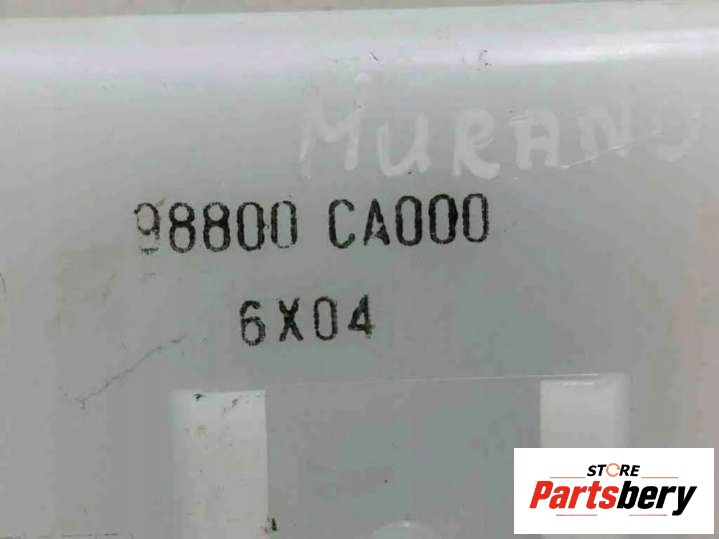 MURANO
98800 CA000
6X04
STORE
Partsbery